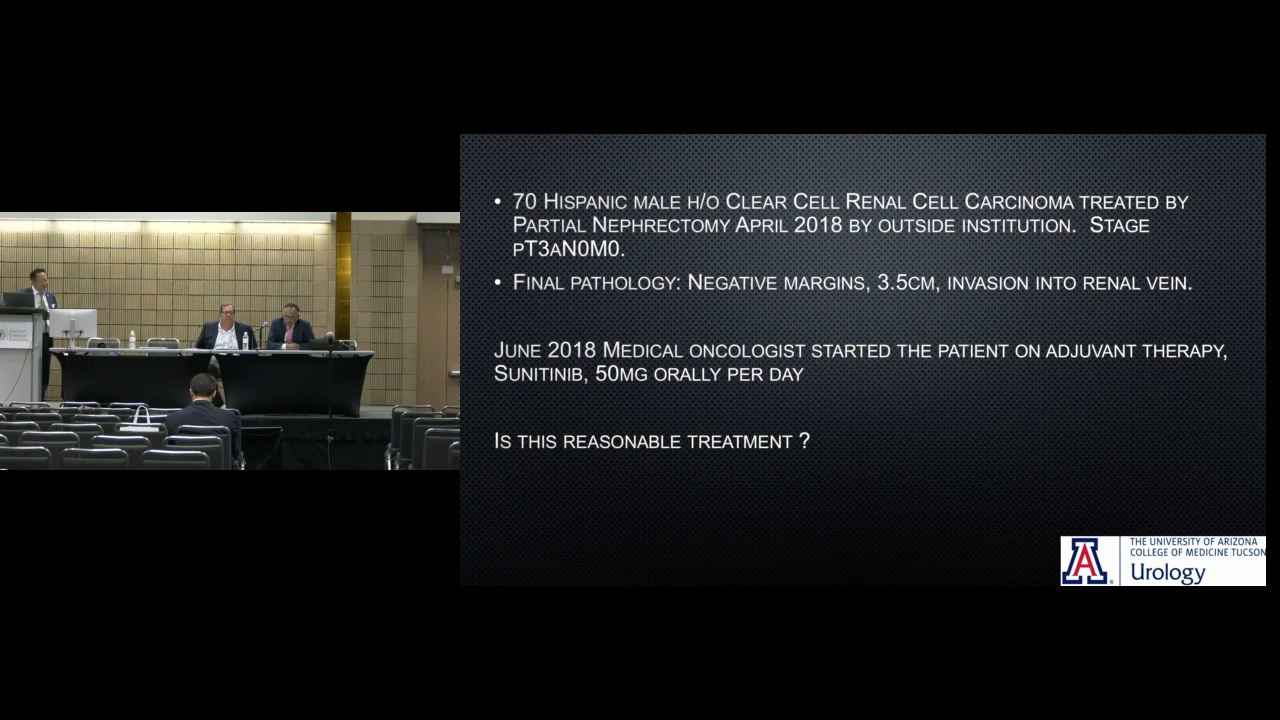 • 70 Hispanic male h/o Clear Cell Renal Cell Carcinoma treated by
Partial Nephrectomy April 2018 by outside institution. Stage
pT3aN0M0.
• Final pathology: Negative margins, 3.5cm, invasion into renal vein.
June 2018 Medical oncologist started the patient on adjuvant therapy,
Sunitinib, 50mg orally per day
Is this reasonable treatment ?
THE UNIVERSITY OF ARIZONA
COLLEGE OF MEDICINE TUCSON
Urology